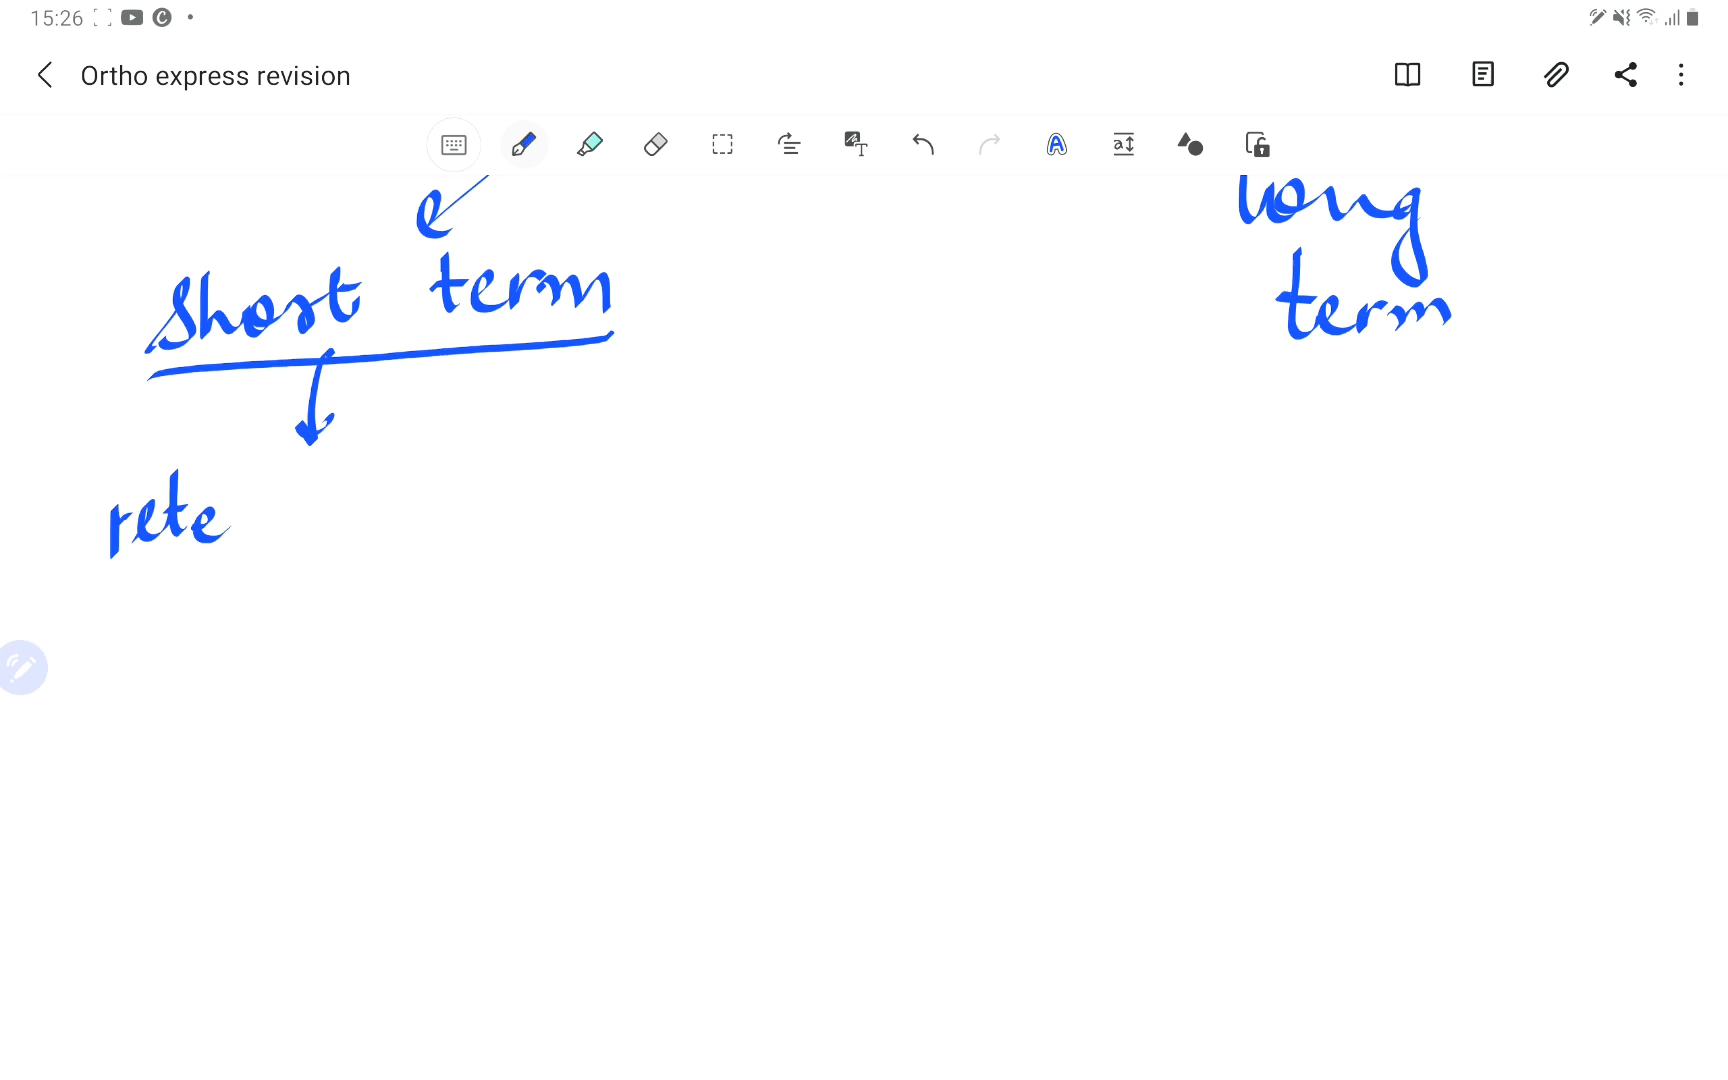 15:26
Ortho express revision
Short term
long term
rete